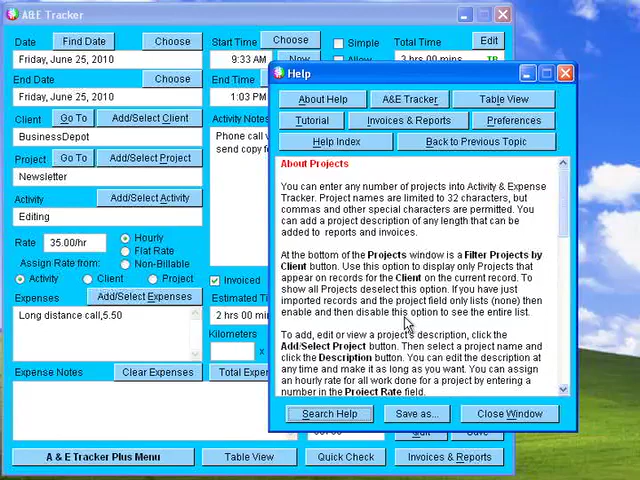 A&E Tracker
Date
Find Date
Choose
Friday, June 25, 2010
End Date
Choose
Friday, June 25, 2010
Client
Go To
Add/Select Client
BusinessDepot
Project
Go To
Add/Select Project
Newsletter
Activity
Add/Select Activity
Editing
Rate
35.00/hr
Hourly
Flat Rate
Non-Billable
Assign Rate from:
Activity
Client
Project
Expenses
Add/Select Expenses
Long distance call,5.50
Expense Notes
Clear Expenses
A & E Tracker Plus Menu
Table View
Quick Check
Invoices & Reports
Start Time
Choose
Simple
Total Time
Edit
9:33 AM
Now
Allow
3 hrs 00 mins
TB
End Time
1:03 PM
Activity Notes
Phone call
send copy
Invoiced
Estimated
2 hrs 00
Kilometers
x
Total Exper
Quit
Save
Help
About Help
A&E Tracker
Table View
Tutorial
Invoices & Reports
Preferences
Help Index
Back to Previous Topic
About Projects
You can enter any number of projects into Activity & Expense
Tracker. Project names are limited to 32 characters, but
commas and other special characters are permitted. You
can add a project description of any length that can be
added to reports and invoices.
At the bottom of the Projects window is a Filter Projects by
Client button. Use this option to display only Projects that
appear on records for the Client on the current record. To
show all Projects deselect this option. If you have just
imported records and the project field only lists (none) then
enable and then disable this option to see the entire list.
To add, edit or view a project's description, click the
Add/Select Project button. Then select a project name and
click the Description button. You can edit the description at
any time and make it as long as you want. You can assign
an hourly rate for all work done for a project by entering a
number in the Project Rate field.
Search Help
Save as...
Close Window